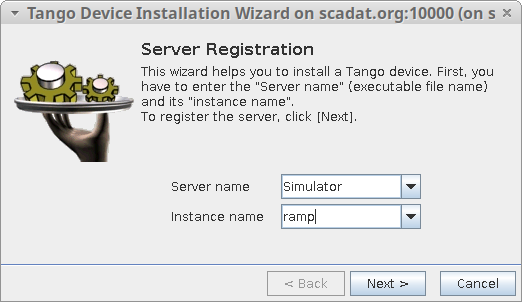 Tango Device Installation Wizard on scadat.org:10000 (on s
Server Registration
This wizard helps you to install a Tango device. First, you
have to enter the "Server name" (executable file name)
and its "instance name".
To register the server, click [Next].
Server name Simulator
Instance name ramp
< Back Next > Cancel